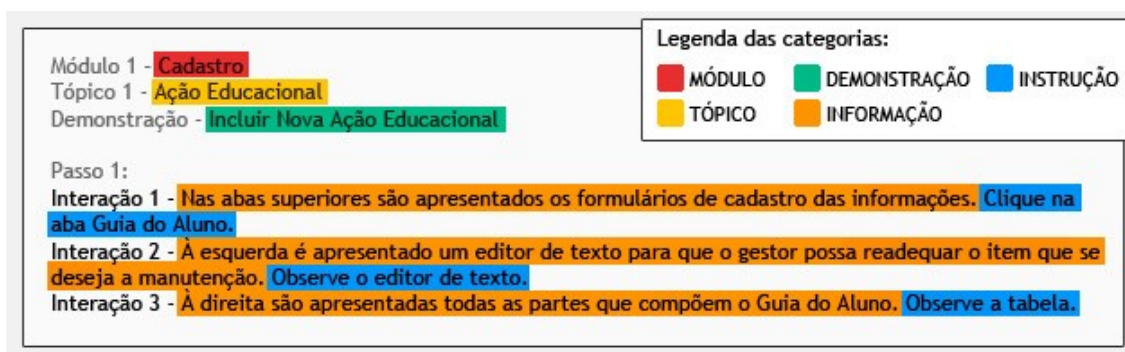 Legenda das categorias:
MÓDULO DEMONSTRAÇÃO INSTRUÇÃO
TÓPICO INFORMAÇÃO
Módulo 1 - Cadastro
Tópico 1 - Ação Educacional
Demonstração - Incluir Nova Ação Educacional
Passo 1:
Interação 1 - Nas abas superiores são apresentados os formulários de cadastro das informações. Clique na
aba Guia do Aluno.
Interação 2 - À esquerda é apresentado um editor de texto para que o gestor possa readequar o item que se
deseja a manutenção. Observe o editor de texto.
Interação 3 - À direita são apresentadas todas as partes que compõem o Guia do Aluno. Observe a tabela.